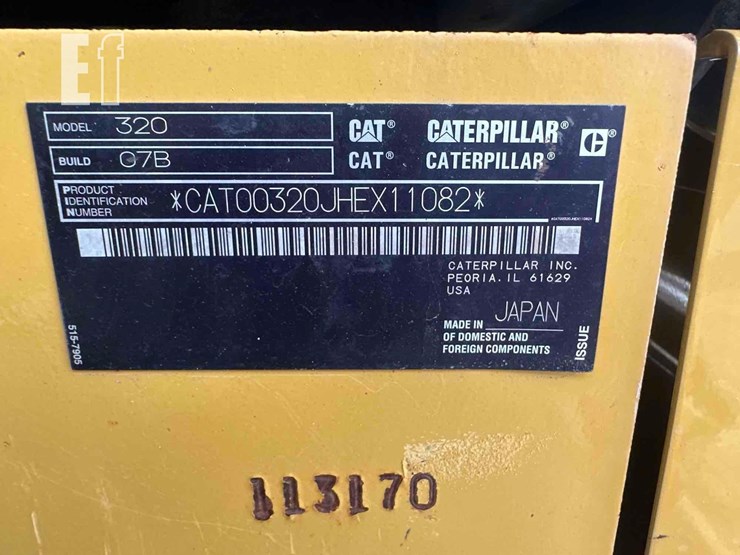 Ef
MODEL 320
BUILD 07B
CAT® CATERPILLAR® C®
CAT® CATERPILLAR®
PRODUCT
IDENTIFICATION
NUMBER
*CAT00320JHEX11082*
CATERPILLAR INC.
PEORIA. IL 61629
USA
MADE IN JAPAN
OF DOMESTIC AND
FOREIGN COMPONENTS
ISSUE
515-7905
113170